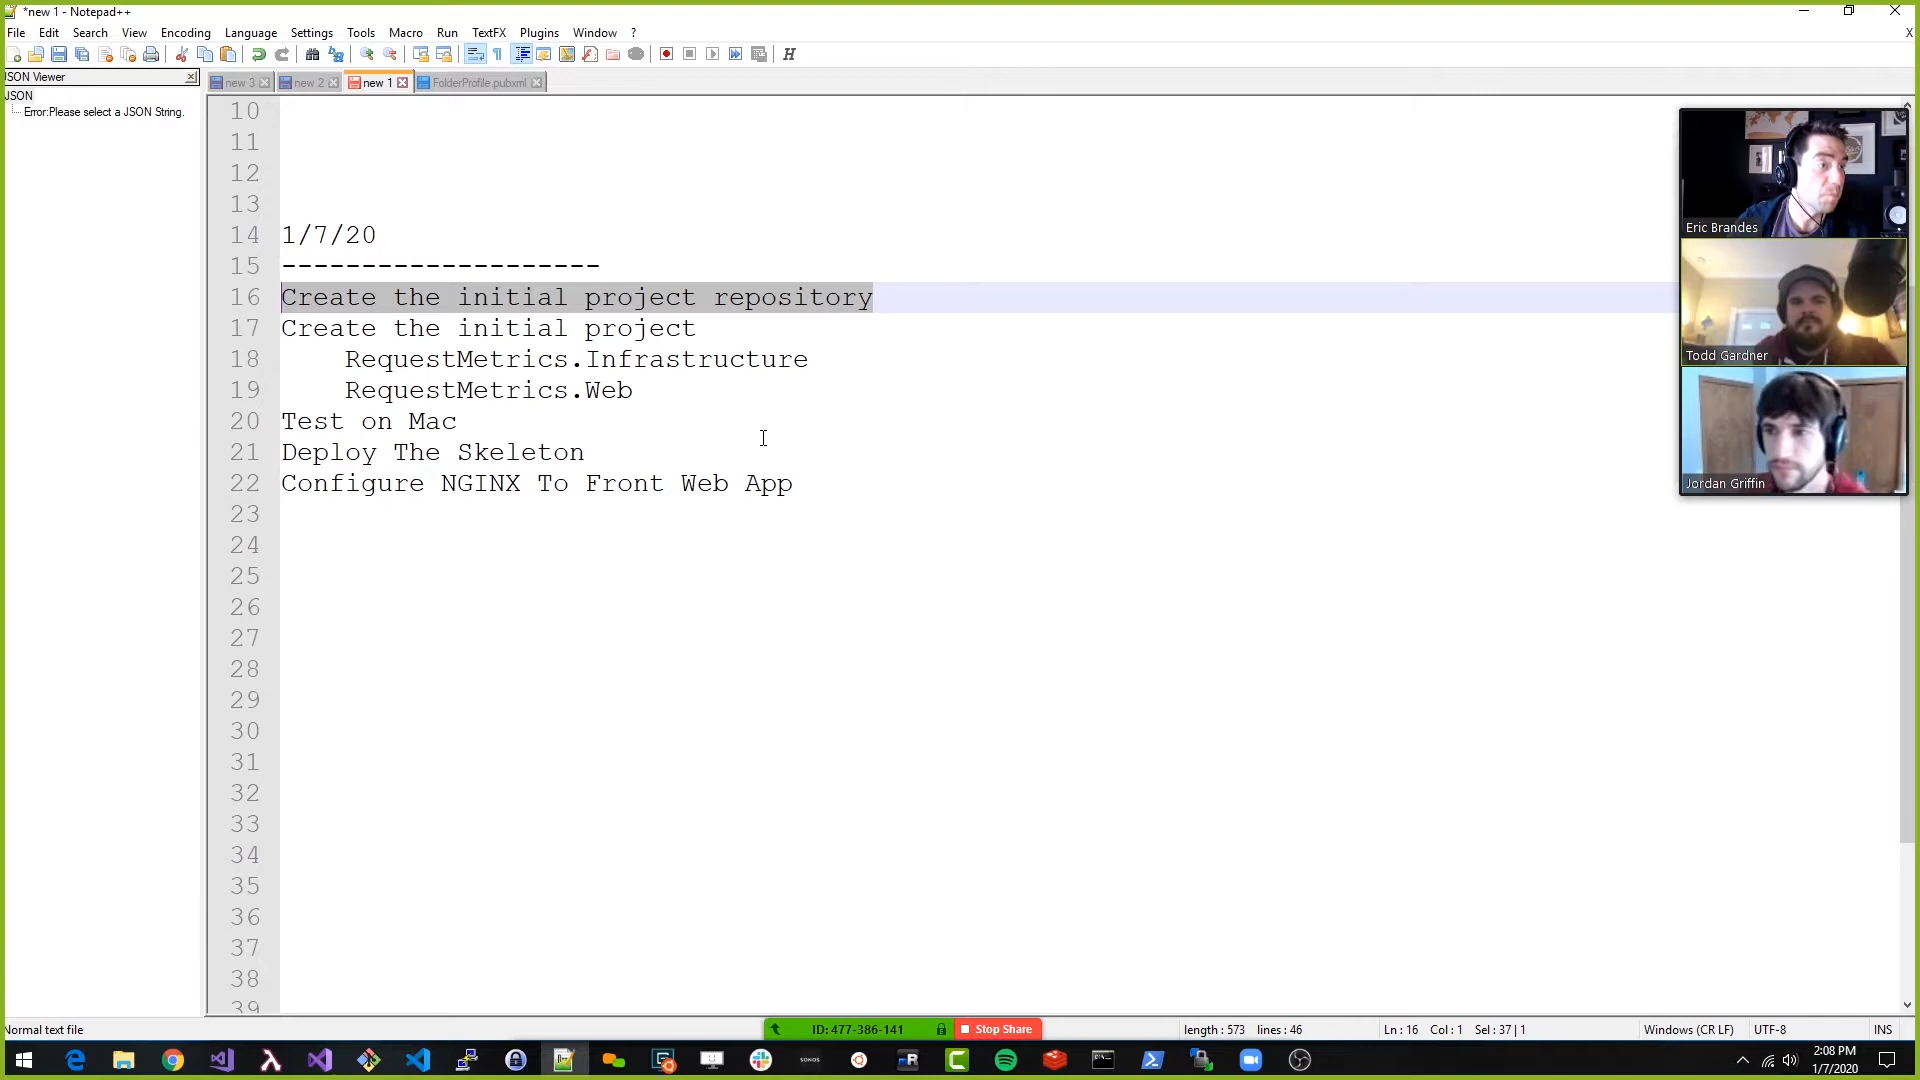 *new 1 - Notepad++
File Edit Search View Encoding Language Settings Tools Macro Run TextFX Plugins Window ? X
JSON Viewer
new 3 new 2 new 1 FolderProfile.pubxml
JSON
Error:Please select a JSON String.
10
11
12
13
14 1/7/20
15 --------------------
16 Create the initial project repository
17 Create the initial project
18 RequestMetrics.Infrastructure
19 RequestMetrics.Web
20 Test on Mac
21 Deploy The Skeleton
22 Configure NGINX To Front Web App
23
24
25
26
27
28
29
30
31
32
33
34
35
36
37
38
39
Eric Brandes
Todd Gardner
Jordan Griffin
Normal text file ID: 477-386-141 Stop Share length : 573 lines : 46 Ln : 16 Col : 1 Sel : 37 | 1 Windows (CR LF) UTF-8 INS
SONOS
2:08 PM
1/7/2020